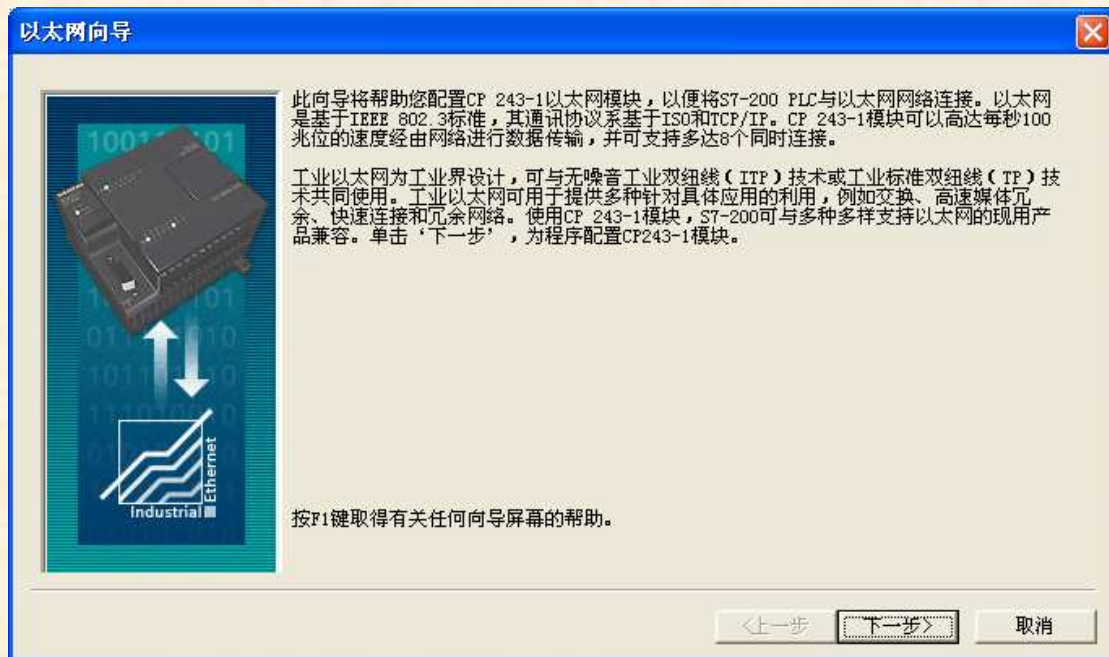 以太网向导
此向导将帮助您配置CP 243-1以太网模块，以便将S7-200 PLC与以太网网络连接。以太网
是基于IEEE 802.3标准，其通讯协议系基于ISO和TCP/IP。CP 243-1模块可以高达每秒100
兆位的速度经由网络进行数据传输，并可支持多达8个同时连接。
工业以太网为工业界设计，可与无噪音工业双纽线（ITP）技术或工业标准双纽线（TP）技
术共同使用。工业以太网可用于提供多种针对具体应用的利用，例如交换、高速媒体冗
余、快速连接和冗余网络。使用CP 243-1模块，S7-200可与多种多样支持以太网的现用产
品兼容。单击‘下一步’，为程序配置CP243-1模块。
Industrial
Ethernet
按F1键取得有关任何向导屏幕的帮助。
<上一步
下一步>
取消